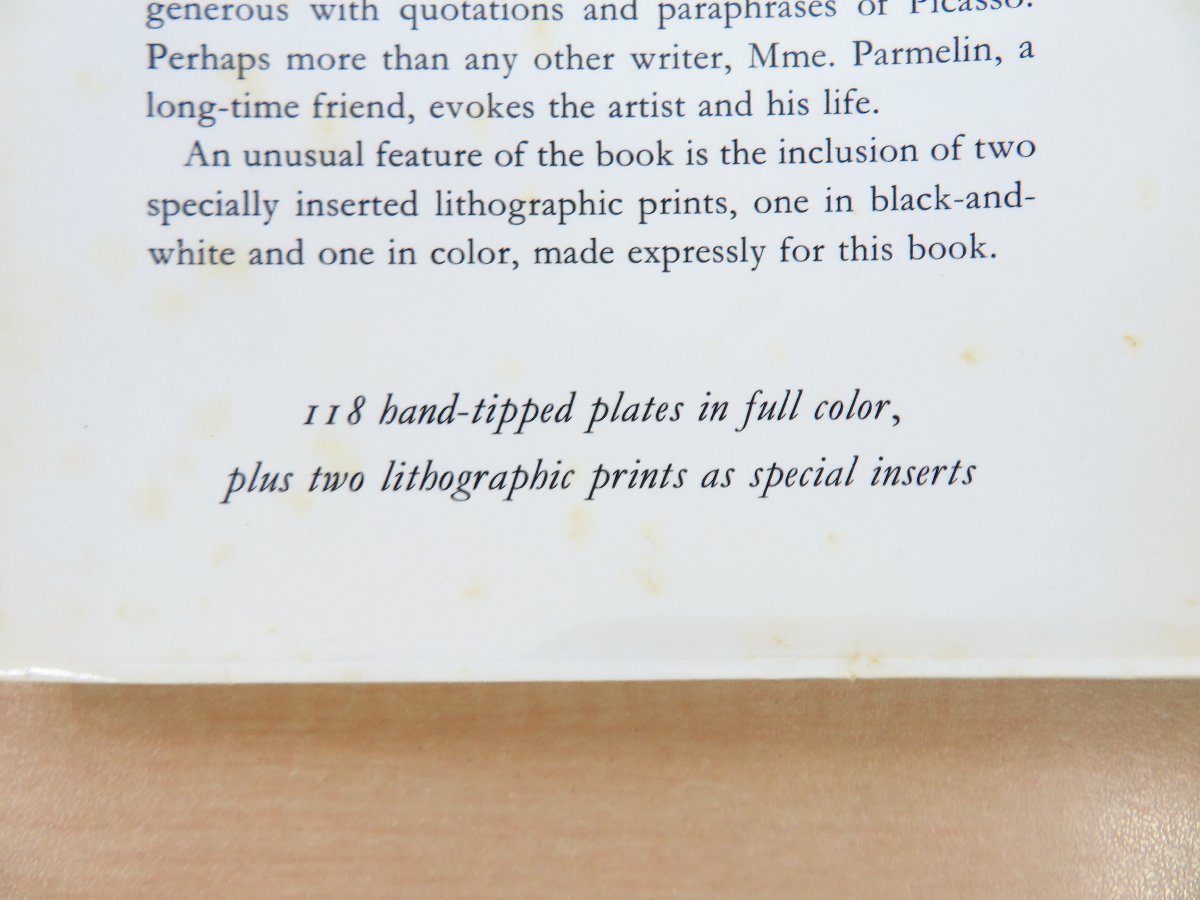 generous with quotations and paraphrases of Picasso.
Perhaps more than any other writer, Mme. Parmelin, a
long-time friend, evokes the artist and his life.
An unusual feature of the book is the inclusion of two
specially inserted lithographic prints, one in black-and-
white and one in color, made expressly for this book.
118 hand-tipped plates in full color,
plus two lithographic prints as special inserts